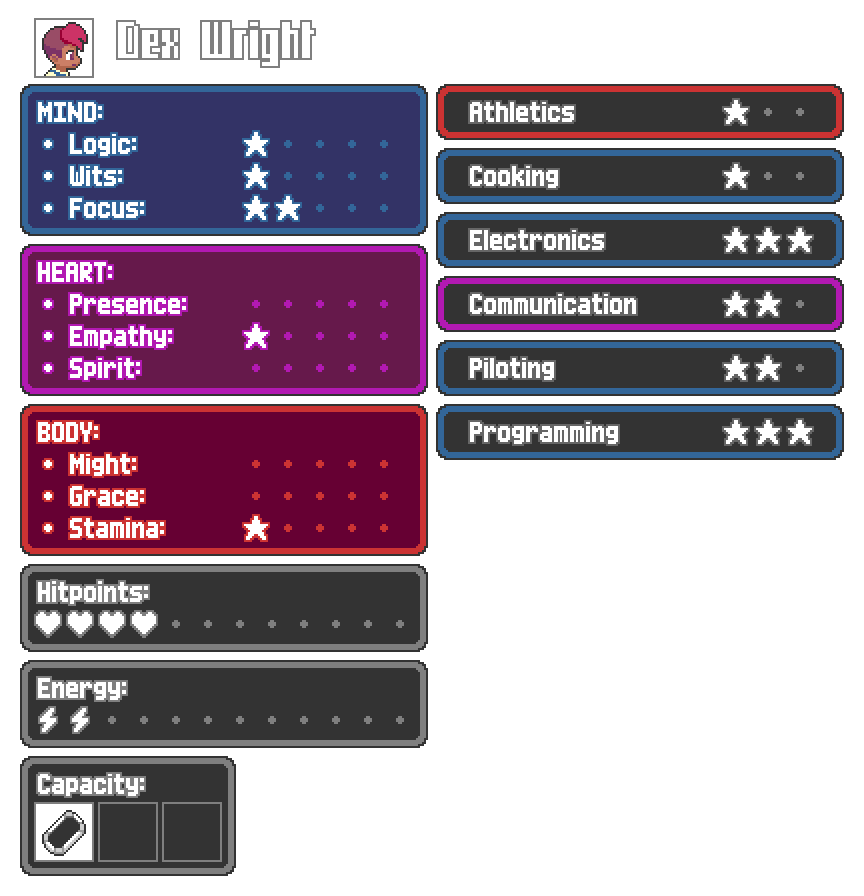 Dex Wright
MIND:
• Logic:
• Wits:
• Focus:
HEART:
• Presence:
• Empathy:
• Spirit:
BODY:
• Might:
• Grace:
• Stamina:
Hitpoints:
Energy:
Capacity:
Athletics
Cooking
Electronics
Communication
Piloting
Programming